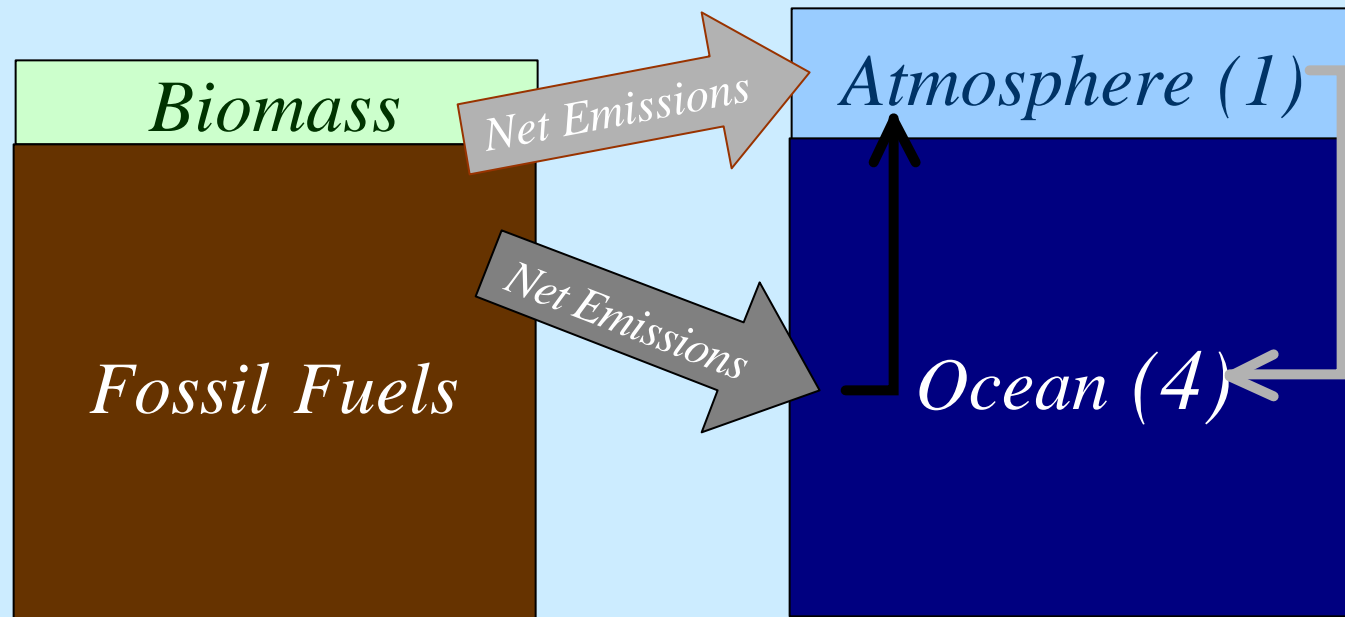 Biomass
Net Emissions
Atmosphere (1)
Net Emissions
Fossil Fuels
Ocean (4)